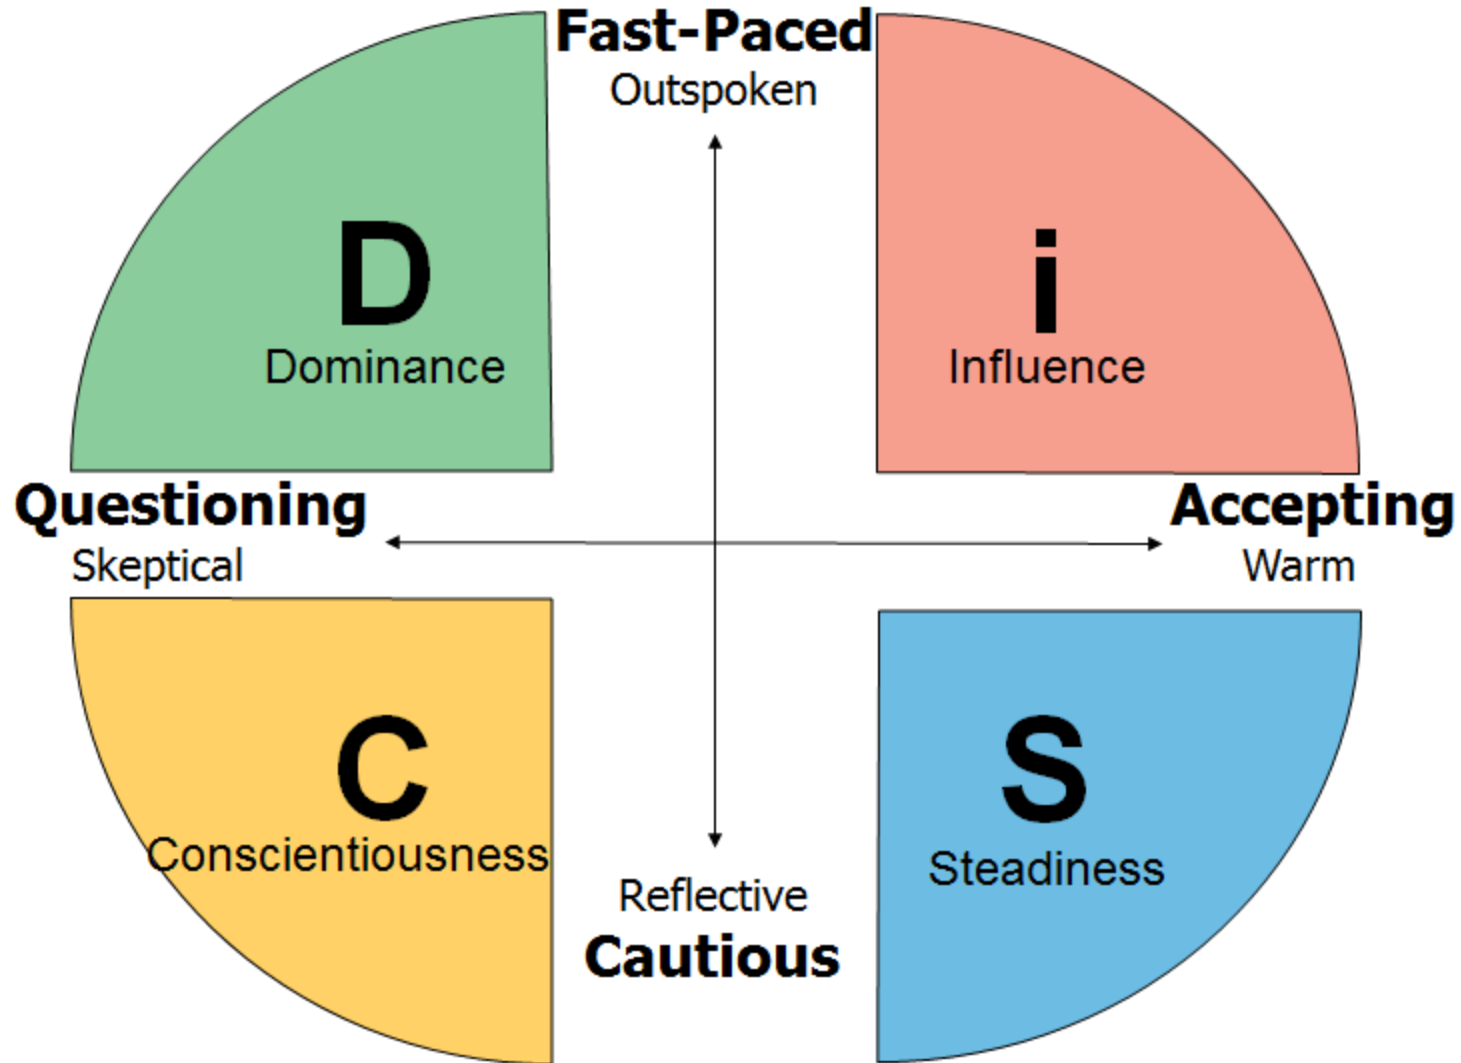 Fast-Paced
Outspoken
D
Dominance
i
Influence
Questioning
Skeptical
Accepting
Warm
C
Conscientiousness
S
Steadiness
Reflective
Cautious